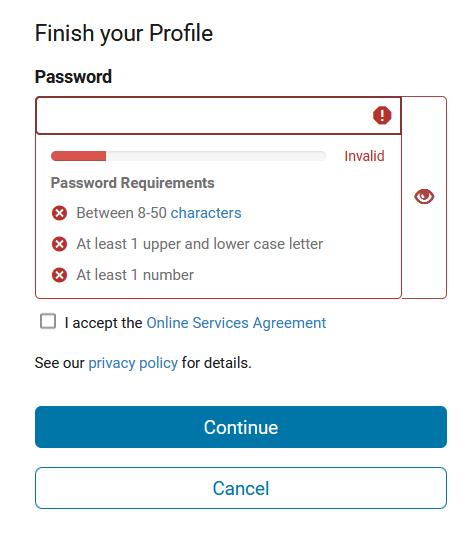 Finish your Profile
Password
Invalid
Password Requirements
Between 8-50 characters
At least 1 upper and lower case letter
At least 1 number
I accept the Online Services Agreement
See our privacy policy for details.
Continue
Cancel